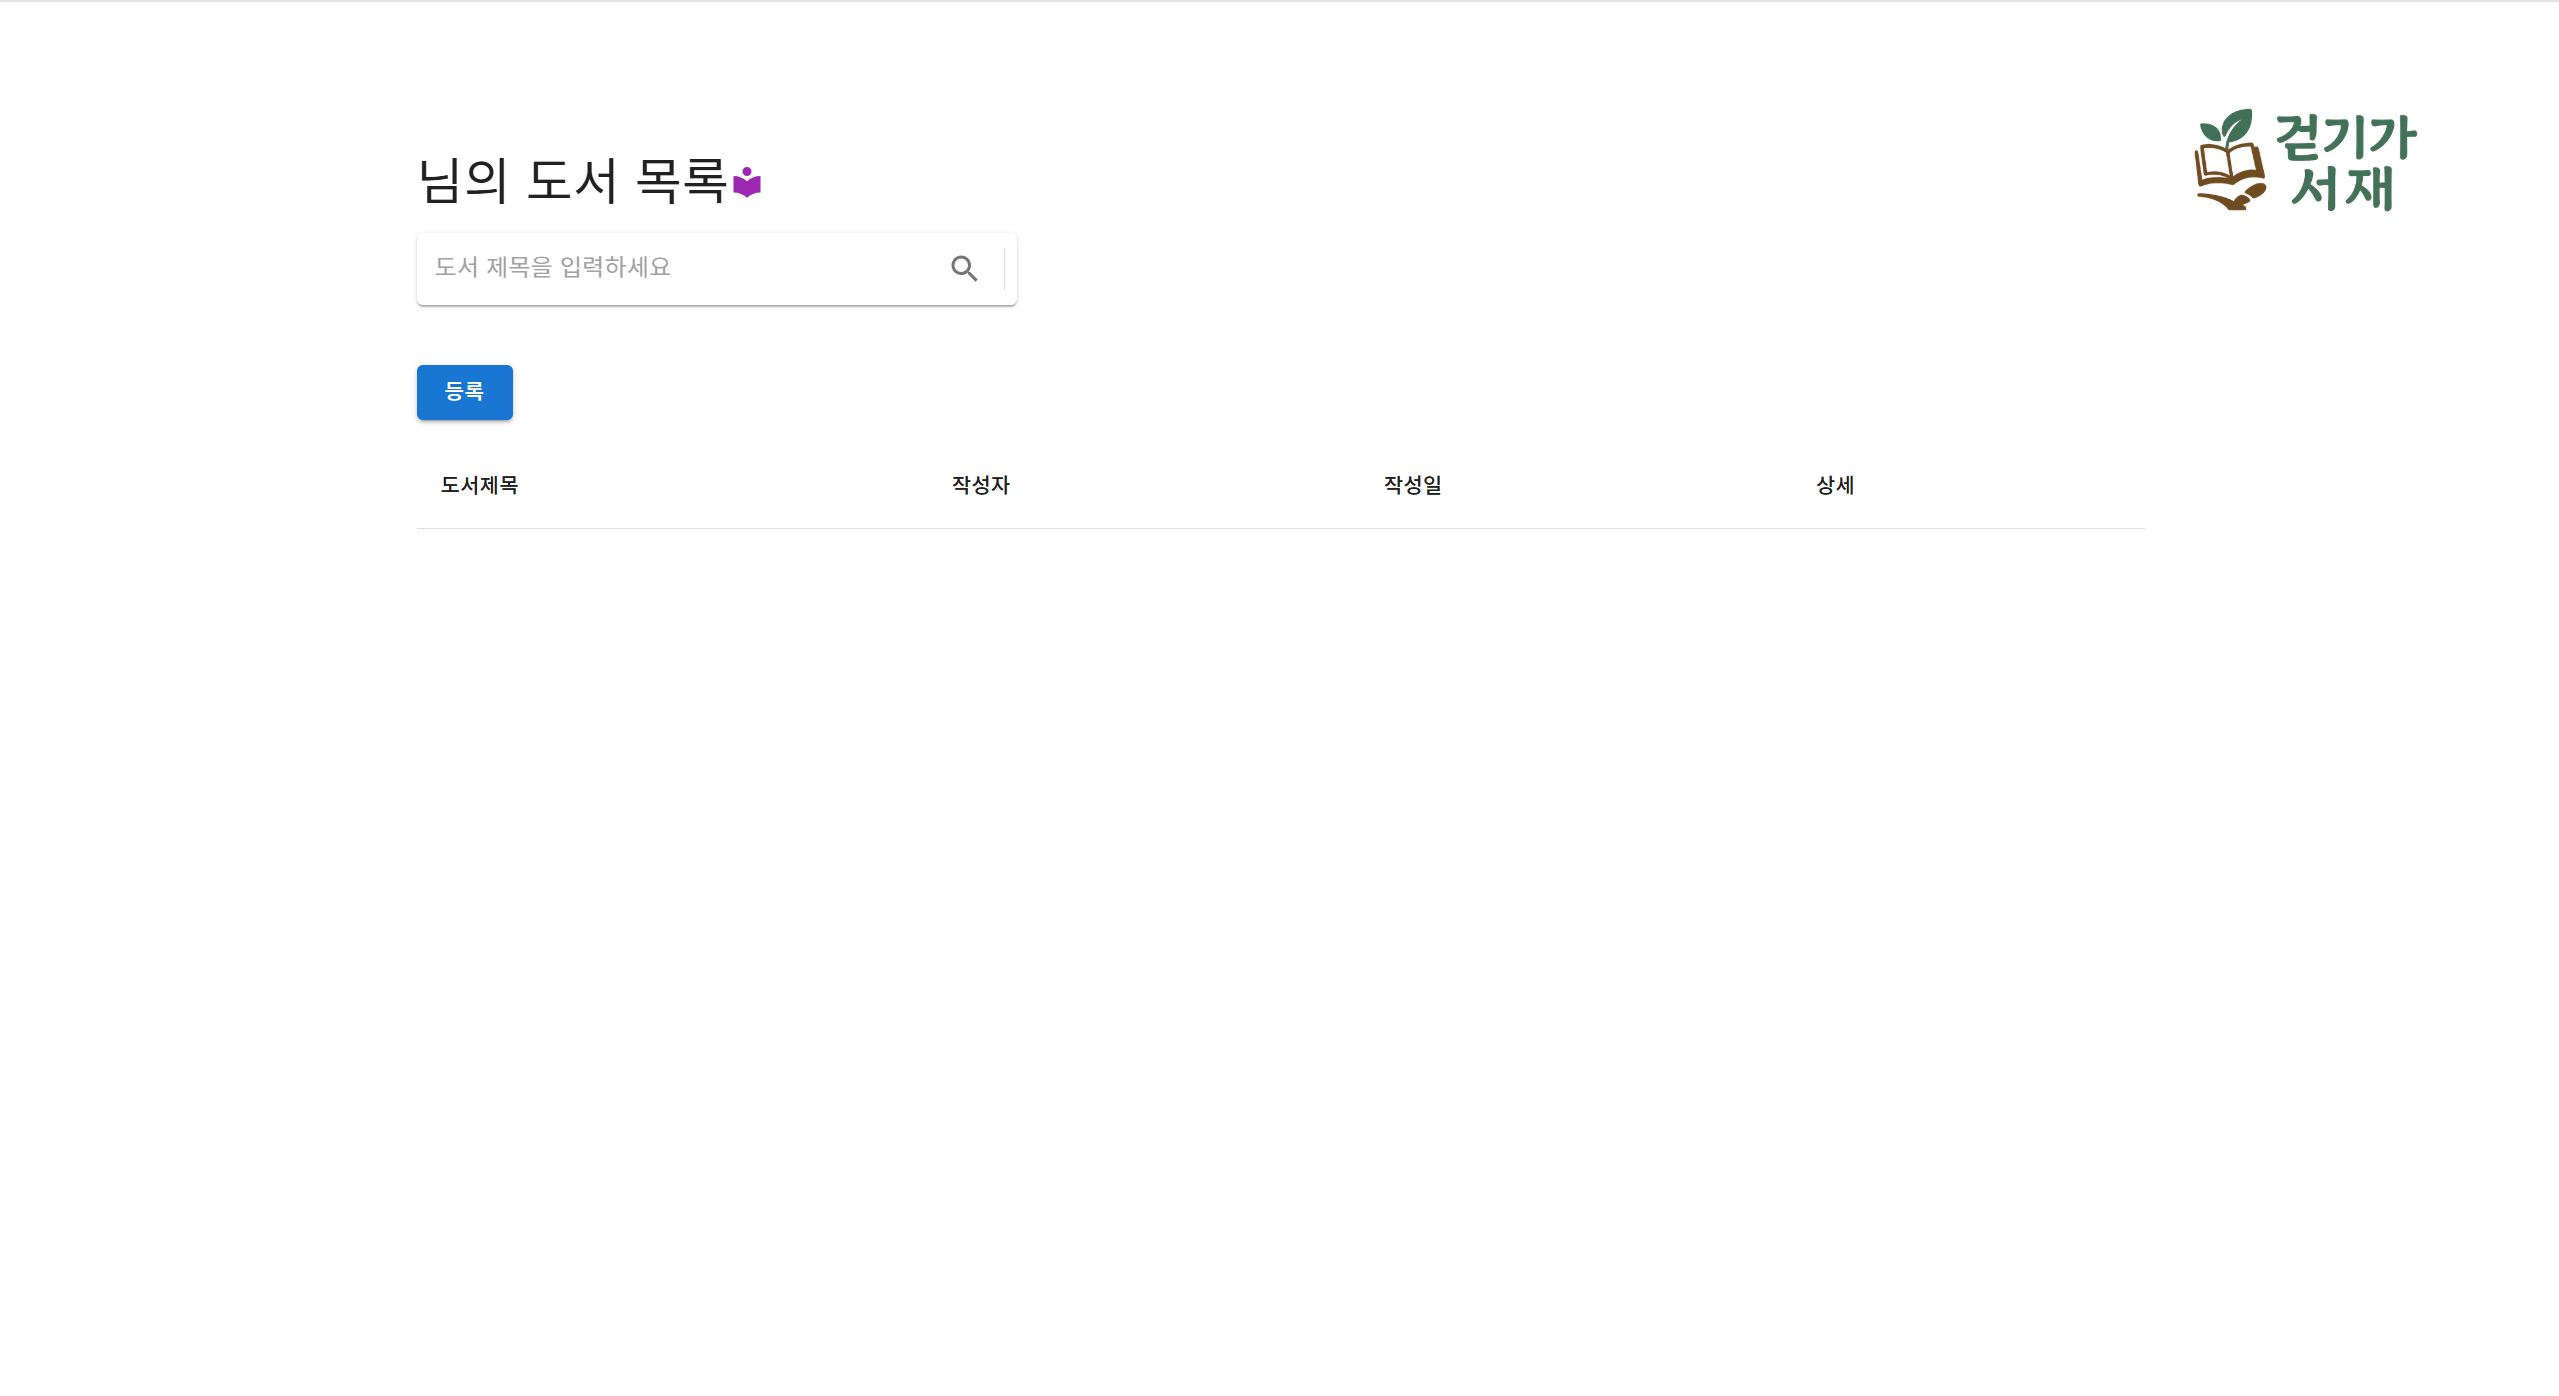 걷기가
서재
님의 도서 목록
도서 제목을 입력하세요
등록
도서제목 작성자 작성일 상세